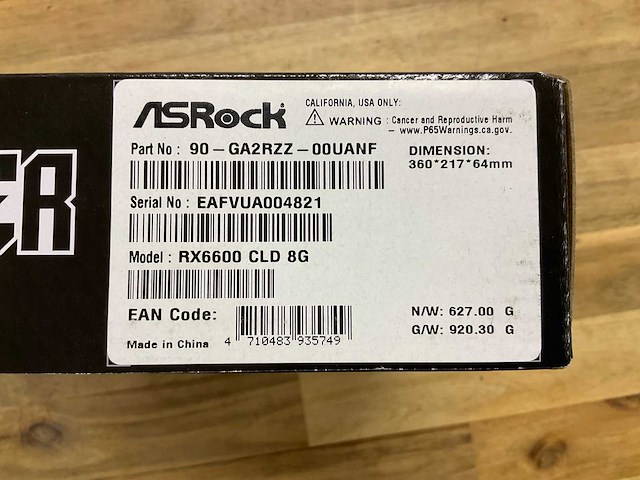 ASRock
CALIFORNIA, USA ONLY:
⚠ WARNING : Cancer and Reproductive Harm
- www.P65Warnings.ca.gov.
Part No : 90-GA2RZZ-00UANF
DIMENSION:
360*217*64mm
Serial No : EAFVUA004821
Model : RX6600 CLD 8G
EAN Code:
4 710483 935749
N/W: 627.00 G
G/W: 920.30 G
Made in China